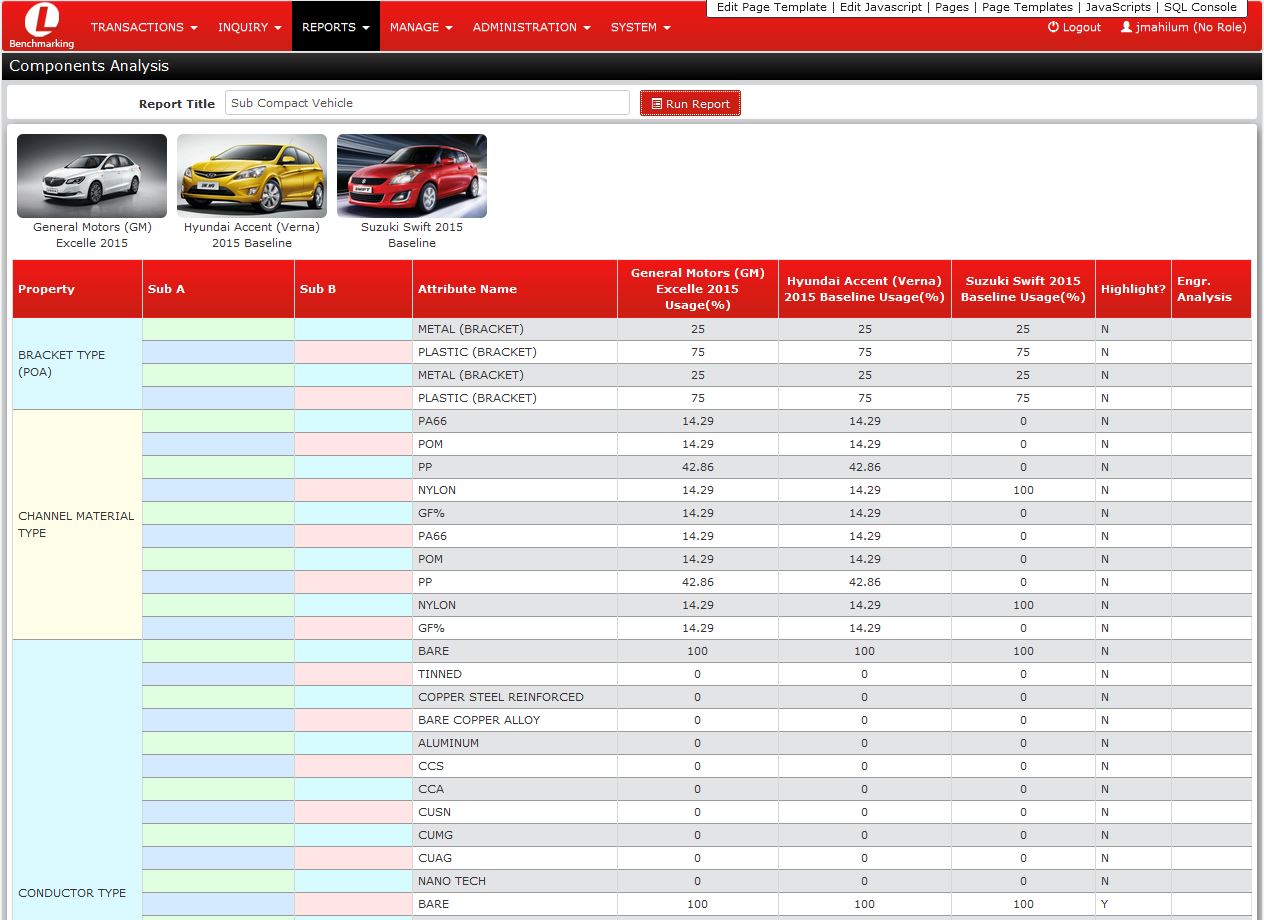 Edit Page Template | Edit Javascript | Pages | Page Templates | JavaScripts | SQL Console
L
Benchmarking
TRANSACTIONS INQUIRY REPORTS MANAGE ADMINISTRATION SYSTEM Logout jmahilum (No Role)
Components Analysis
Report Title Sub Compact Vehicle Run Report
SWIFT
General Motors (GM)
Excelle 2015
Hyundai Accent (Verna)
2015 Baseline
Suzuki Swift 2015
Baseline
Property Sub A Sub B Attribute Name General Motors (GM) Excelle 2015 Usage(%) Hyundai Accent (Verna) 2015 Baseline Usage(%) Suzuki Swift 2015 Baseline Usage(%) Highlight? Engr. Analysis
BRACKET TYPE (POA)
METAL (BRACKET) 25 25 25 N
PLASTIC (BRACKET) 75 75 75 N
METAL (BRACKET) 25 25 25 N
PLASTIC (BRACKET) 75 75 75 N
CHANNEL MATERIAL TYPE
PA66 14.29 14.29 0 N
POM 14.29 14.29 0 N
PP 42.86 42.86 0 N
NYLON 14.29 14.29 100 N
GF% 14.29 14.29 0 N
PA66 14.29 14.29 0 N
POM 14.29 14.29 0 N
PP 42.86 42.86 0 N
NYLON 14.29 14.29 100 N
GF% 14.29 14.29 0 N
CONDUCTOR TYPE
BARE 100 100 100 N
TINNED 0 0 0 N
COPPER STEEL REINFORCED 0 0 0 N
BARE COPPER ALLOY 0 0 0 N
ALUMINUM 0 0 0 N
CCS 0 0 0 N
CCA 0 0 0 N
CUSN 0 0 0 N
CUMG 0 0 0 N
CUAG 0 0 0 N
NANO TECH 0 0 0 N
BARE 100 100 100 Y